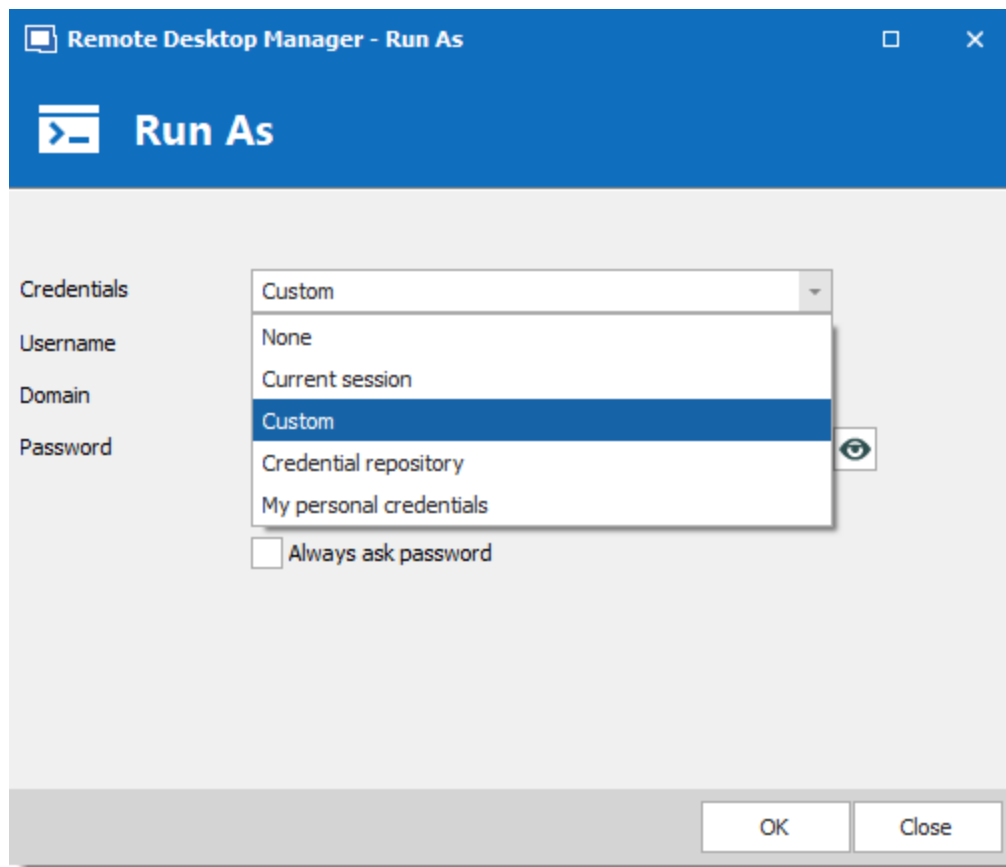 Remote Desktop Manager - Run As
Run As
Credentials
Custom
Username
None
Current session
Domain
Custom
Password
Credential repository
My personal credentials
Always ask password
OK
Close